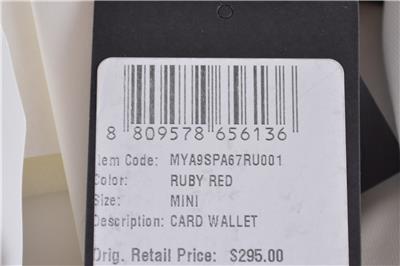 8 809578 656136
Item Code: MYA9SPA67RU001
Color: RUBY RED
Size: MINI
Description: CARD WALLET
Orig. Retail Price: $295.00